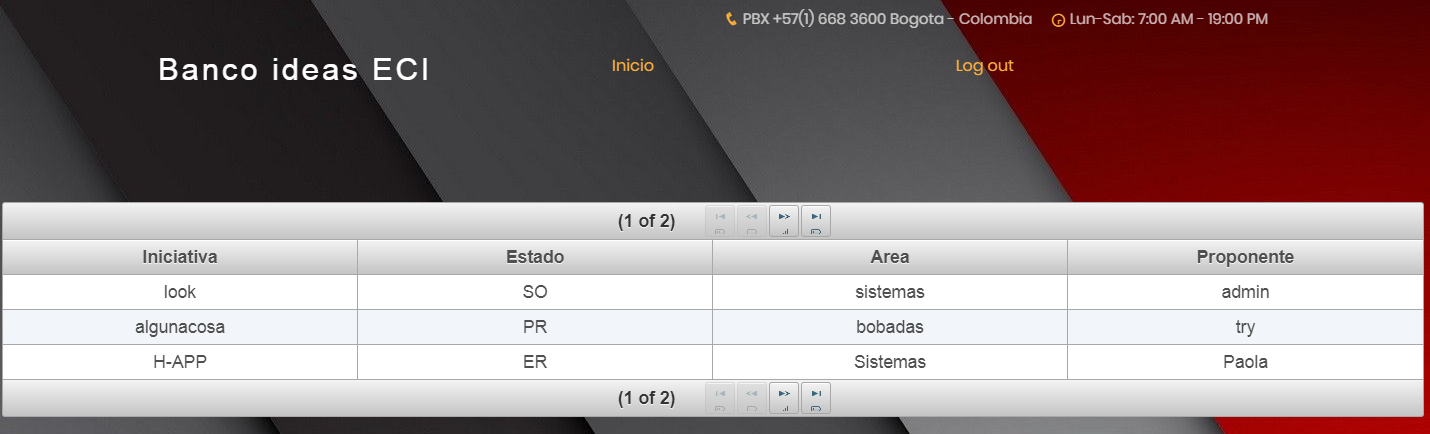 PBX +57(1) 668 3600 Bogota - Colombia Lun-Sab: 7:00 AM - 19:00 PM
Banco ideas ECI Inicio Log out
(1 of 2)
Iniciativa Estado Area Proponente
look SO sistemas admin
algunacosa PR bobadas try
H-APP ER Sistemas Paola
(1 of 2)